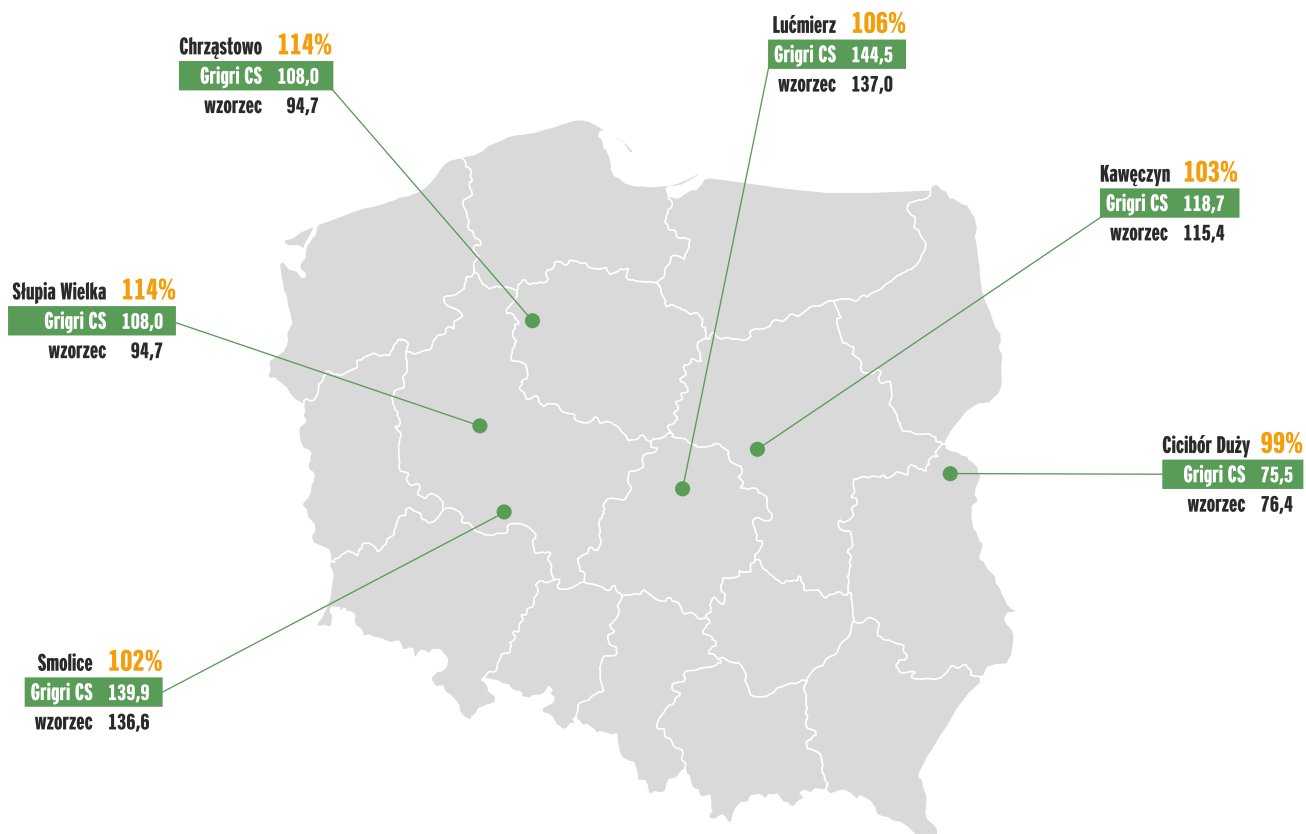 Lućmierz 106%
Grigri CS 144,5
wzorzec 137,0
Chrząstowo 114%
Grigri CS 108,0
wzorzec 94,7
Kawęczyn 103%
Grigri CS 118,7
wzorzec 115,4
Słupia Wielka 114%
Grigri CS 108,0
wzorzec 94,7
Cicibór Duży 99%
Grigri CS 75,5
wzorzec 76,4
Smolice 102%
Grigri CS 139,9
wzorzec 136,6